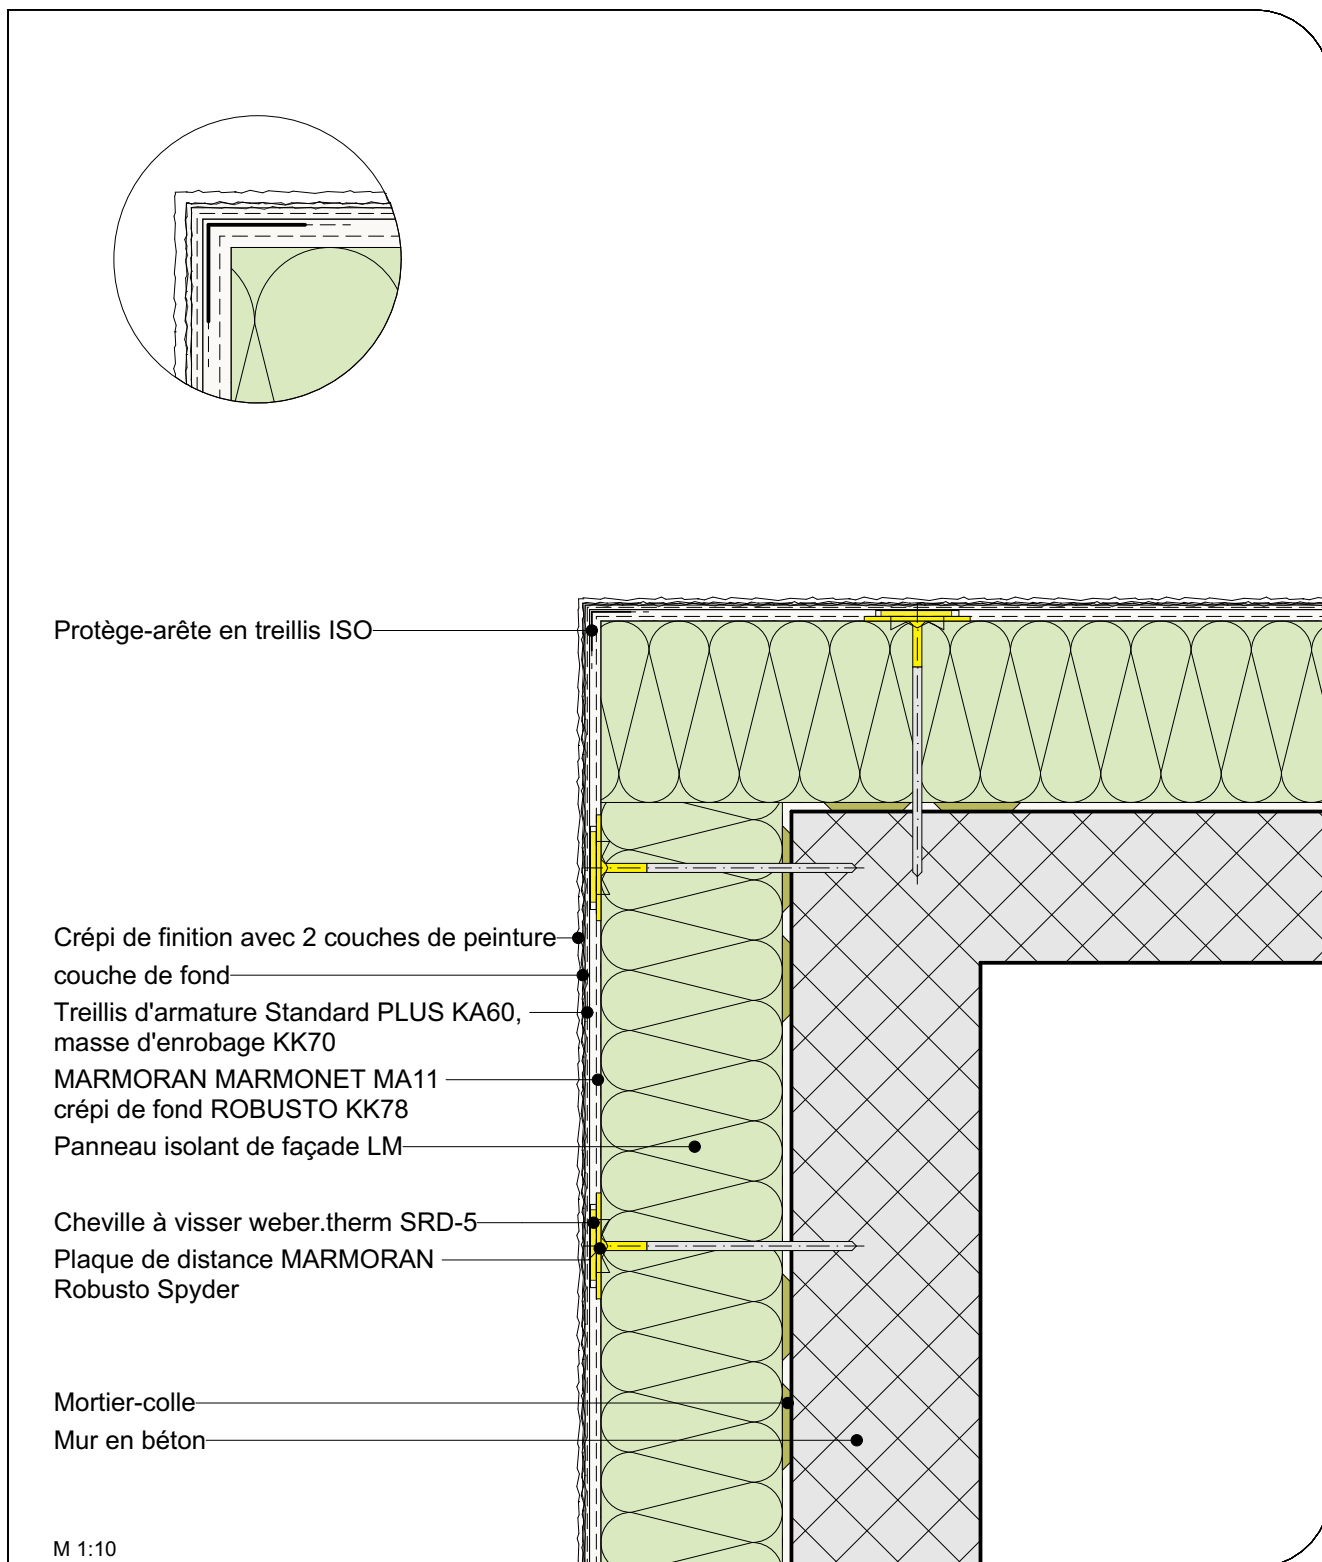 Protège-arête en treillis ISO
Crépi de finition avec 2 couches de peinture
couche de fond
Treillis d'armature Standard PLUS KA60,
masse d'enrobage KK70
MARMORAN MARMONET MA11
crépi de fond ROBUSTO KK78
Panneau isolant de façade LM
Cheville à visser weber.therm SRD-5
Plaque de distance MARMORAN
Robusto Spyder
Mortier-colle
Mur en béton
M 1:10